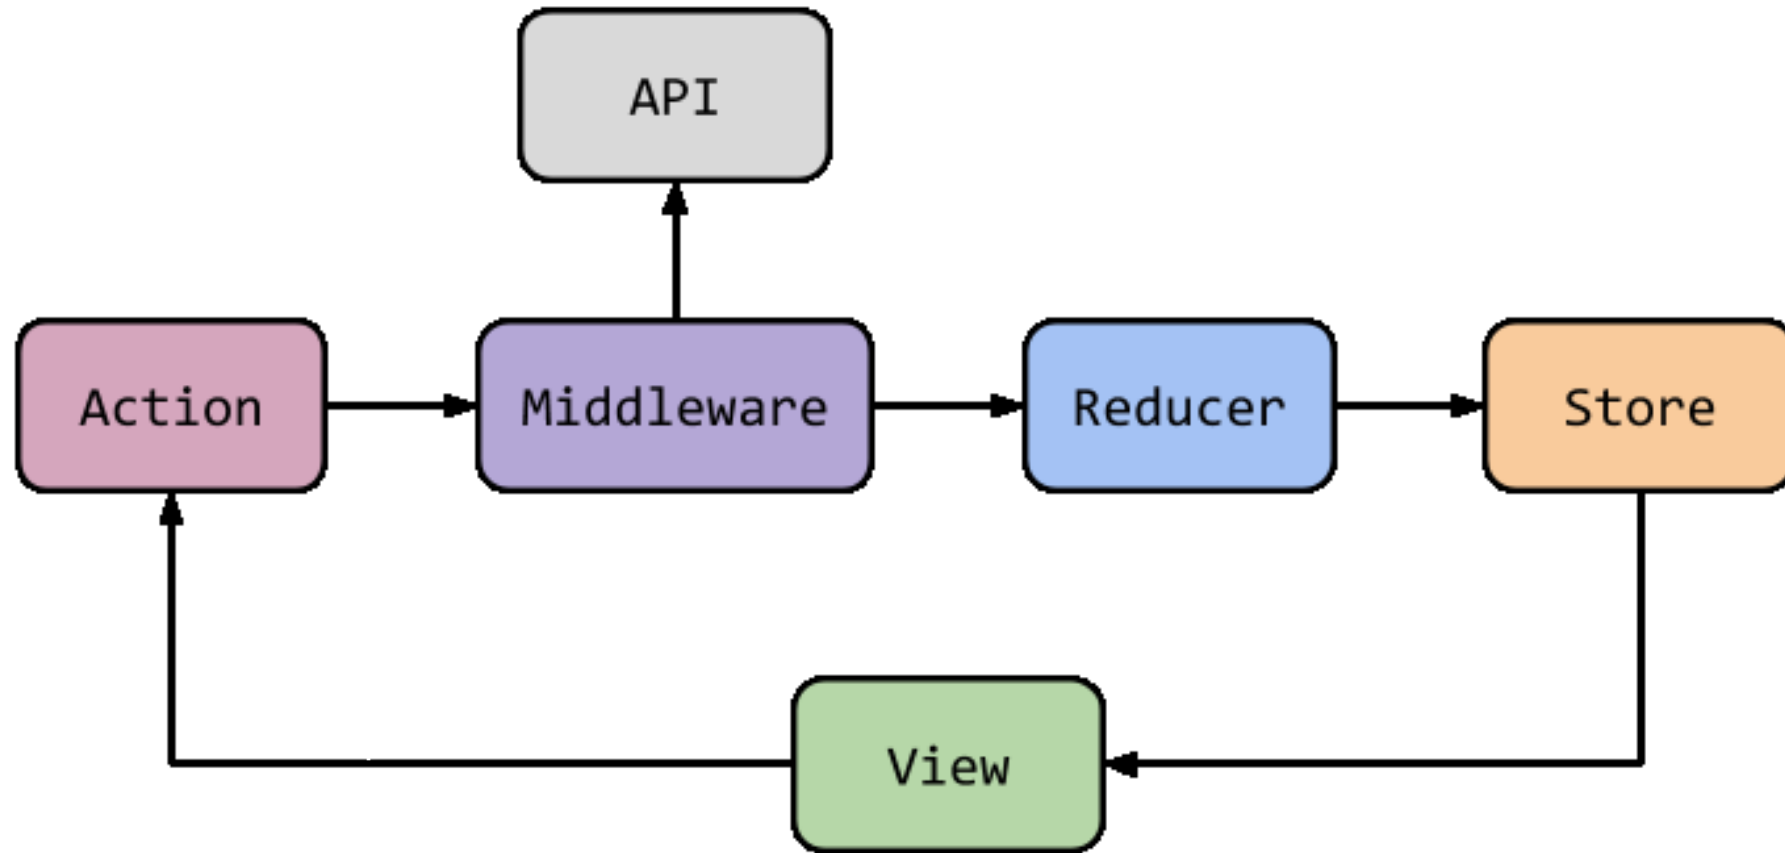 API
Action
Middleware
Reducer
Store
View